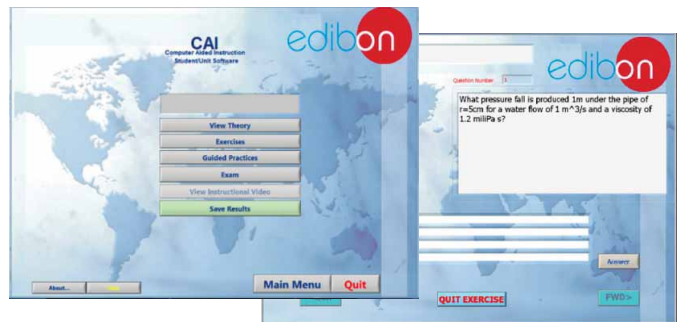 CAI
Computer Aided Instruction
Student/Unit Software
edibon
View Theory
Exercises
Guided Practices
Exam
View Instructional Video
Save Results
About...
Main Menu
Quit
edibon
Question Number
What pressure fall is produced 1m under the pipe of
r=5cm for a water flow of 1 m^3/s and a viscosity of
1.2 miliPa s?
Answer
QUIT EXERCISE
FWD>